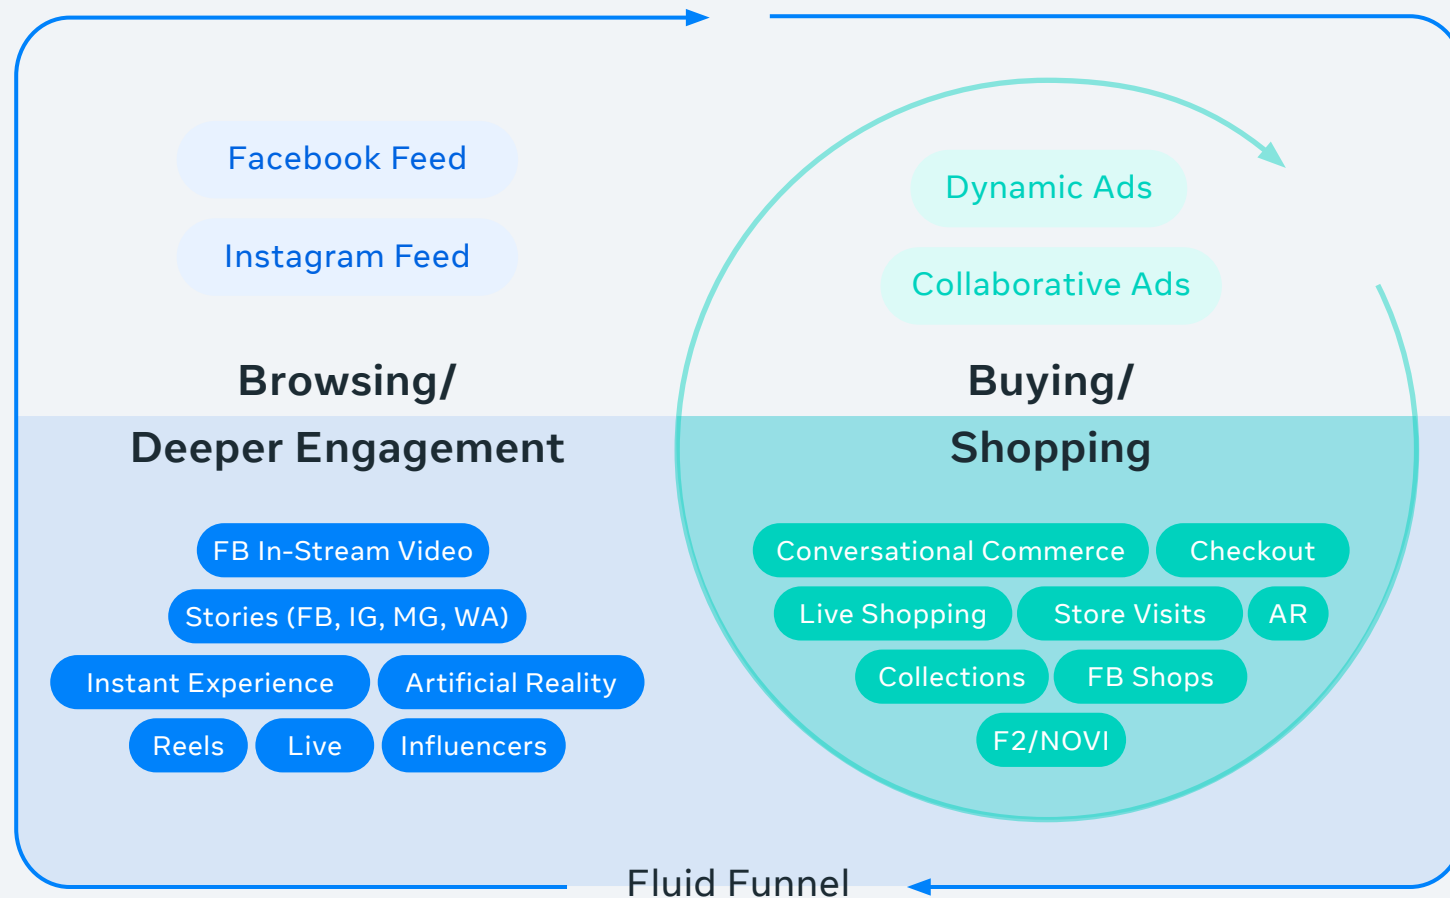 Facebook Feed
Instagram Feed
Browsing/
Deeper Engagement
FB In-Stream Video
Stories (FB, IG, MG, WA)
Instant Experience
Artificial Reality
Reels
Live
Influencers
Dynamic Ads
Collaborative Ads
Buying/
Shopping
Conversational Commerce
Checkout
Live Shopping
Store Visits
AR
Collections
FB Shops
F2/NOVI
Fluid Funnel